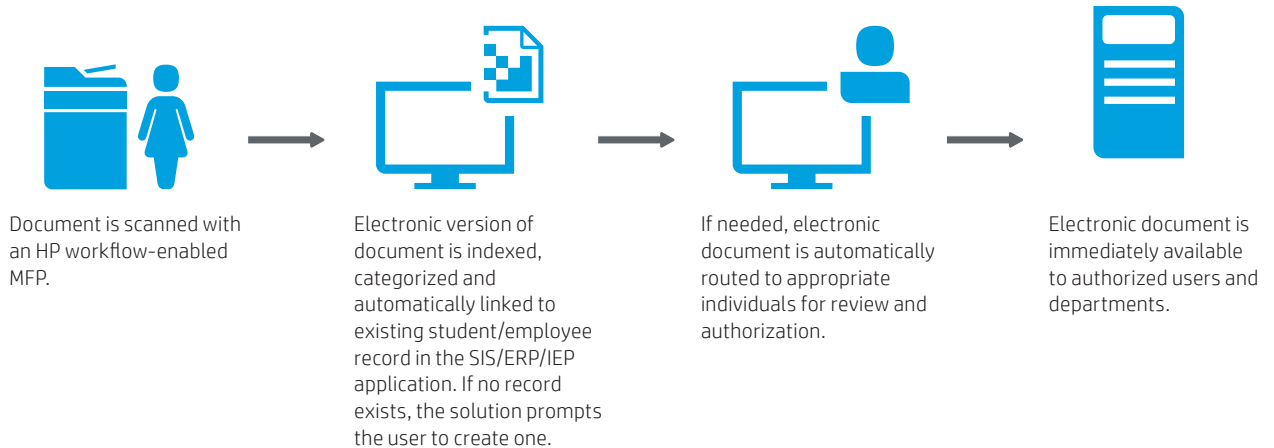 Document is scanned with
an HP workflow-enabled
MFP.
Electronic version of
document is indexed,
categorized and
automatically linked to
existing student/employee
record in the SIS/ERP/IEP
application. If no record
exists, the solution prompts
the user to create one.
If needed, electronic
document is automatically
routed to appropriate
individuals for review and
authorization.
Electronic document is
immediately available
to authorized users and
departments.